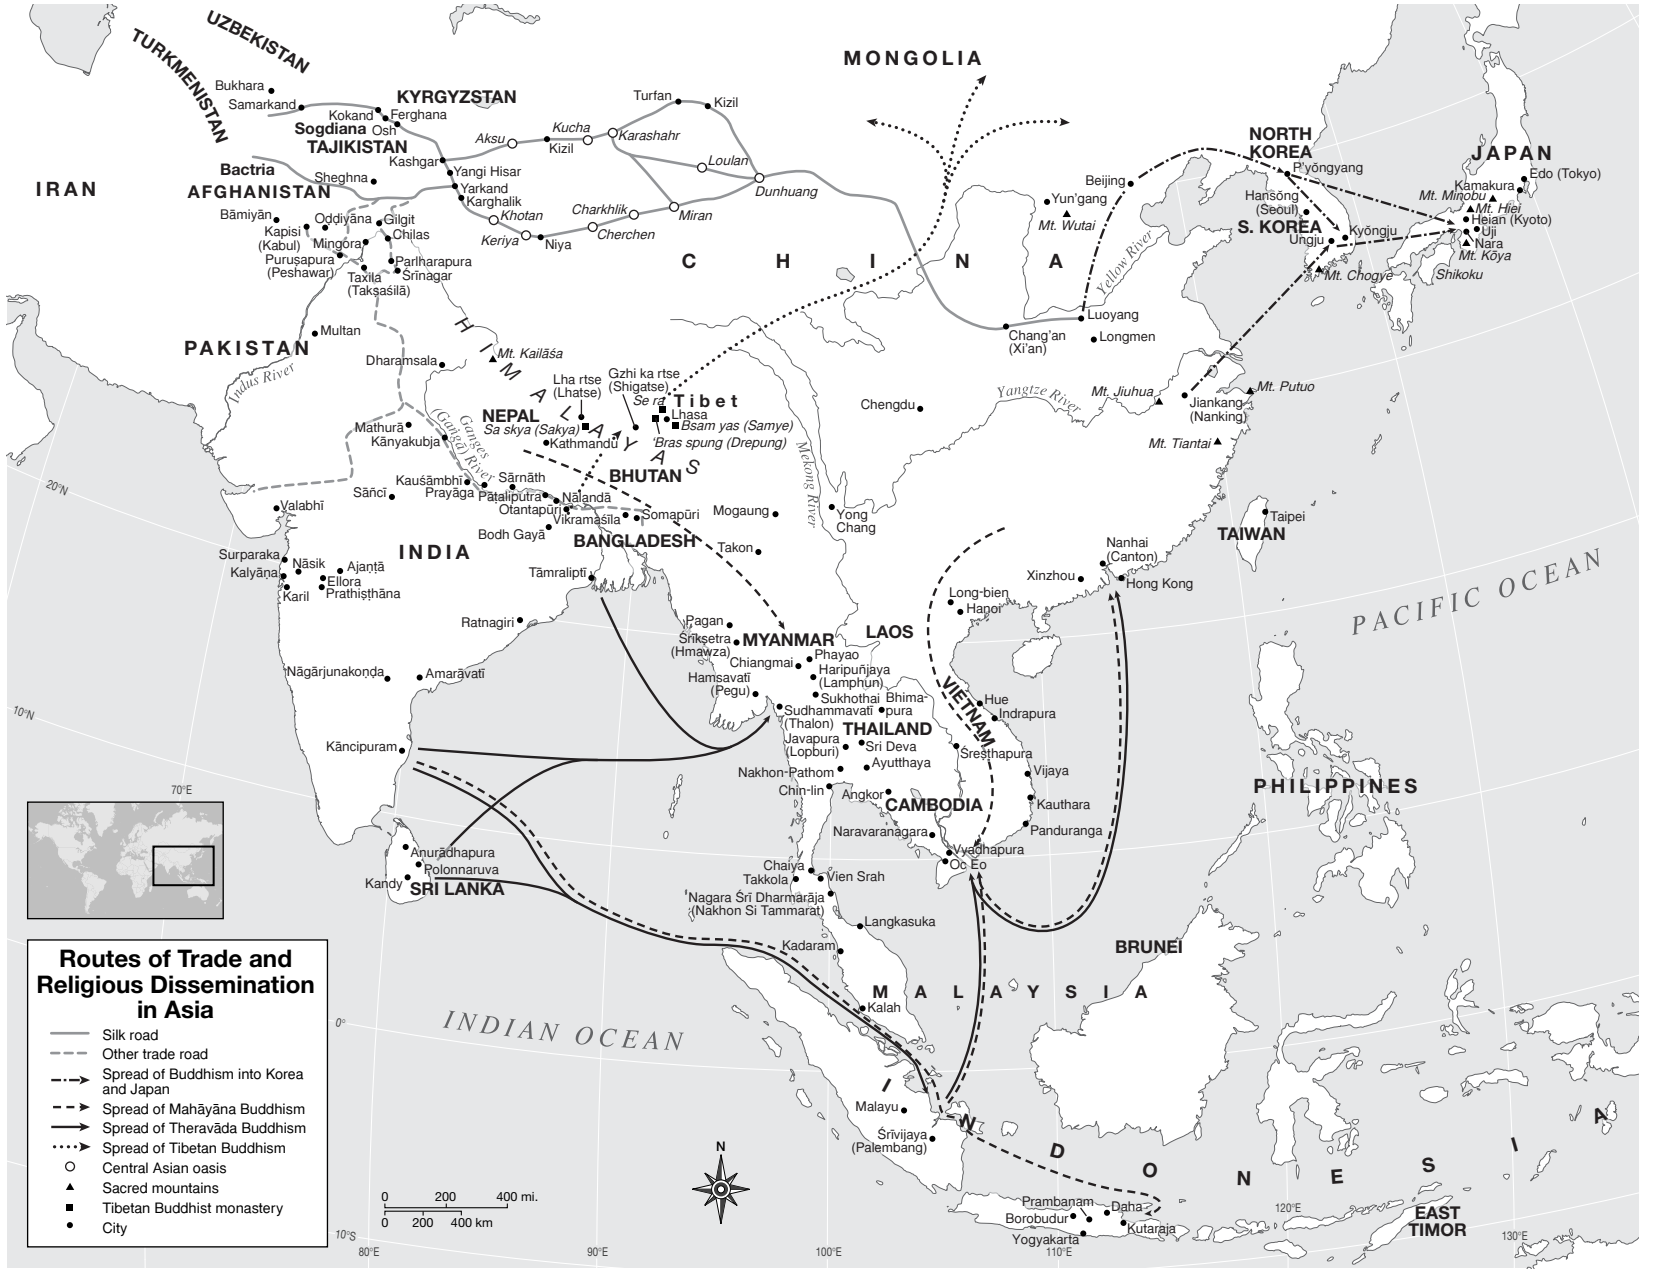 UZBEKISTAN
TURKMENISTAN
MONGOLIA
Bukhara
Samarkand
KYRGYZSTAN
Kokand
Ferghana
Sogdiana
Osh
TAJIKISTAN
Turfan
Kizil
Aksu
Kucha
Kizil
Karashahr
Kashgar
Loulan
Dunhuang
Bactria
AFGHANISTAN
Sheghna
Yangi Hisar
Yarkand
Karghalik
Khotan
Keriya
Niya
Charkhlik
Cherchen
Miran
IRAN
Bāmiyān
Oddiyāna
Gilgit
Kapisi
(Kabul)
Mingora
Chilas
Puruṣapura
(Peshawar)
Parlharapura
Śrīnagar
Taxila
(Takṣaśilā)
NORTH
KOREA
P'yŏngyang
JAPAN
Edo (Tokyo)
Kamakura
Mt. Minobu
Mt. Hiei
Heian (Kyoto)
Uji
Nara
Mt. Kōya
Shikoku
Beijing
Yun'gang
Mt. Wutai
Hansŏng
(Seoul)
S. KOREA
Ungju
Kyŏngju
Mt. Chogye
Yellow River
C H I N A
Luoyang
Longmen
Chang'an
(Xi'an)
Multan
PAKISTAN
Indus River
Dharamsala
HIMALAYAS
Mt. Kailāśa
Lha rtse
(Lhatse)
Gzhi ka rtse
(Shigatse)
Se ra
Tibet
Lhasa
Bsam yas (Samye)
'Bras spung (Drepung)
NEPAL
Sa skya (Sakya)
Kathmandu
BHUTAN
Chengdu
Yangtze River
Mekong River
Mt. Jiuhua
Jiankang
(Nanking)
Mt. Putuo
Mt. Tiantai
Mathurā
Kānyakubja
Ganges
(Gaṅgā) River
20°N
Valabhī
Sāñcī
Kauśāmbhī
Prayāga
Sārnāth
Pāṭaliputra
Nālandā
Otantapūri
Vikramaśīla
Somapūri
Bodh Gayā
BANGLADESH
Mogaung
Takon
Yong
Chang
Taipei
TAIWAN
Nanhai
(Canton)
Xinzhou
Hong Kong
Surparaka
Kalyāṇa
Nāsik
Ajaṇṭā
Ellora
Karil
Prathiṣṭhāna
INDIA
Tāmraliptī
Ratnagiri
Long-bien
Hanoi
PACIFIC OCEAN
Pagan
Śrīkṣetra
(Hmawza)
MYANMAR
LAOS
Phayao
Chiangmai
Haripuñjaya
(Lamphun)
Hamsavatī
(Pegu)
Sukhothai
Bhima-
pura
Sudhammavatī
(Thalon)
THAILAND
VIETNAM
Hue
Indrapura
Nāgārjunakoṇḍa
Amarāvatī
10°N
Kāncipuram
Javapura
(Lopburi)
Sri Deva
Ayutthaya
Śreṣthapura
Nakhon-Pathom
Chin-lin
Angkor
CAMBODIA
Vijaya
Kauthara
Panduranga
Naravaranagara
Vyadhapura
Oc Eo
PHILIPPINES
70°E
Anurādhapura
Polonnaruva
Kandy
SRI LANKA
Chaiya
Takkola
Vien Srah
Nagara Śrī Dharmarāja
(Nakhon Si Tammarat)
Langkasuka
Kadaram
BRUNEI
M A L A Y S I A
Kalah
INDIAN OCEAN
0°
Malayu
Śrīvijaya
(Palembang)
I N D O N E S I A
Prambanam
Daha
Borobudur
Kutaraja
Yogyakarta
EAST
TIMOR
120°E
130°E
110°E
100°E
90°E
80°E
10°S
N
0 200 400 mi.
0 200 400 km
Routes of Trade and
Religious Dissemination
in Asia
Silk road
Other trade road
Spread of Buddhism into Korea
and Japan
Spread of Mahāyāna Buddhism
Spread of Theravāda Buddhism
Spread of Tibetan Buddhism
Central Asian oasis
Sacred mountains
Tibetan Buddhist monastery
City